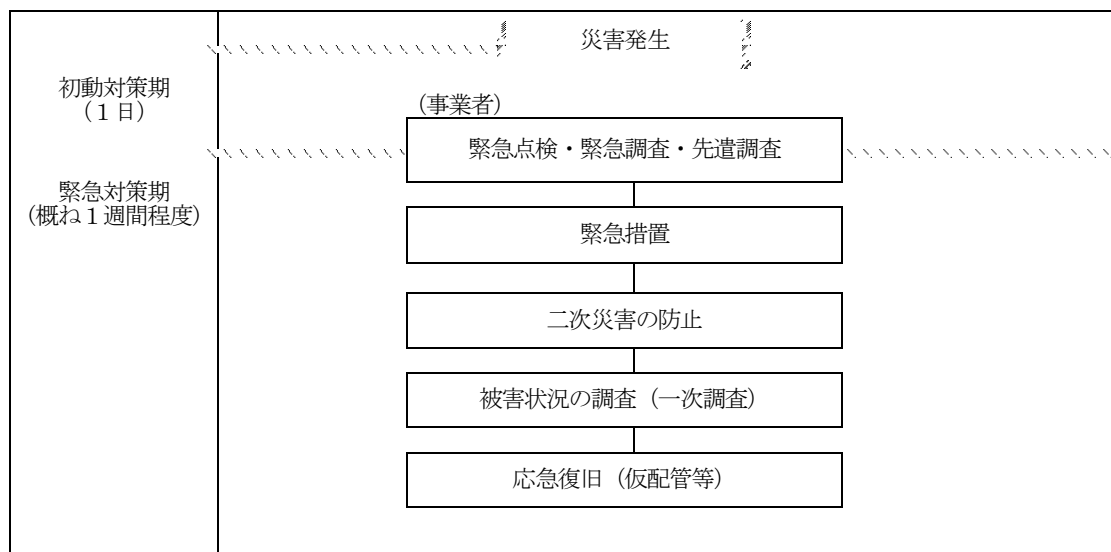 災害発生
初動対策期
（１日）
（事業者）
緊急点検・緊急調査・先遣調査
緊急対策期
（概ね１週間程度）
緊急措置
二次災害の防止
被害状況の調査（一次調査）
応急復旧（仮配管等）